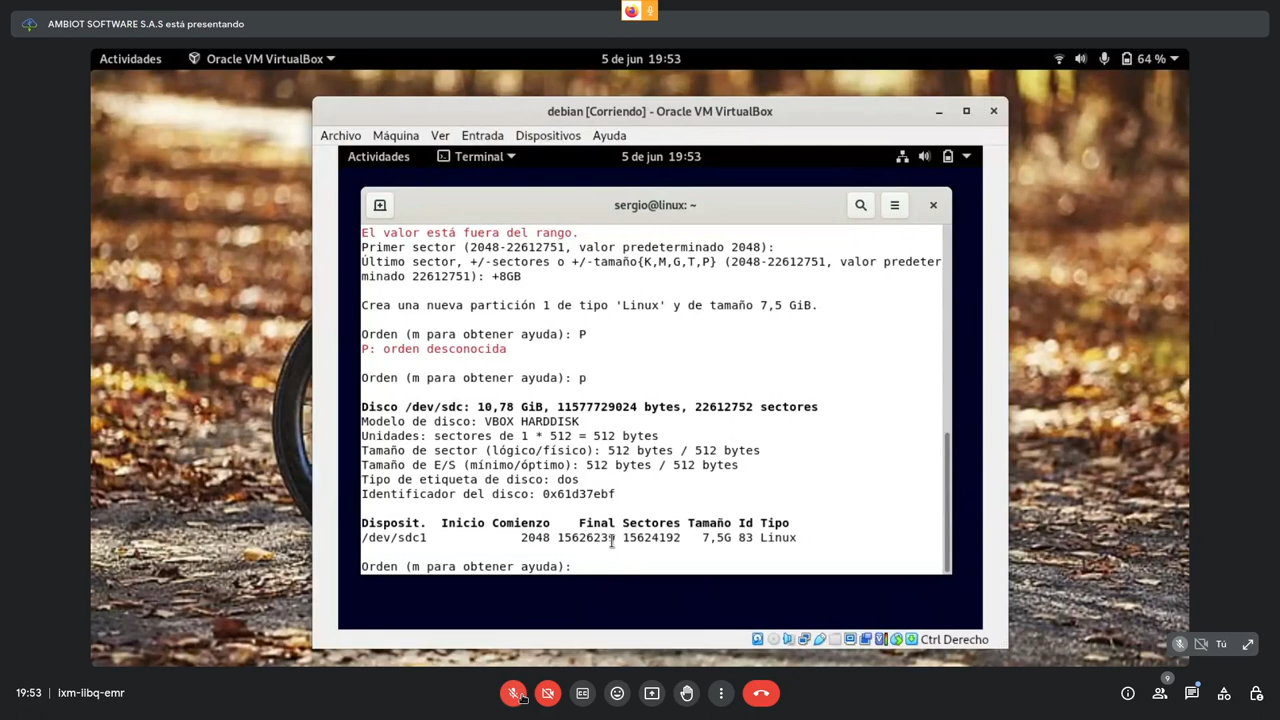 AMBIOT SOFTWARE S.A.S está presentando
Actividades Oracle VM VirtualBox 5 de jun 19:53 64 %
debian [Corriendo] - Oracle VM VirtualBox
Archivo Máquina Ver Entrada Dispositivos Ayuda
Actividades Terminal 5 de jun 19:53
sergio@linux: ~
El valor está fuera del rango.
Primer sector (2048-22612751, valor predeterminado 2048):
Último sector, +/-sectores o +/-tamaño{K,M,G,T,P} (2048-22612751, valor predeter
minado 22612751): +8GB
Crea una nueva partición 1 de tipo 'Linux' y de tamaño 7,5 GiB.
Orden (m para obtener ayuda): P
P: orden desconocida
Orden (m para obtener ayuda): p
Disco /dev/sdc: 10,78 GiB, 11577729024 bytes, 22612752 sectores
Modelo de disco: VBOX HARDDISK
Unidades: sectores de 1 * 512 = 512 bytes
Tamaño de sector (lógico/físico): 512 bytes / 512 bytes
Tamaño de E/S (mínimo/óptimo): 512 bytes / 512 bytes
Tipo de etiqueta de disco: dos
Identificador del disco: 0x61d37ebf
Disposit. Inicio Comienzo Final Sectores Tamaño Id Tipo
/dev/sdc1 2048 15626239 15624192 7,5G 83 Linux
Orden (m para obtener ayuda):
Ctrl Derecho
Tú
19:53 ixm-iibq-emr
9